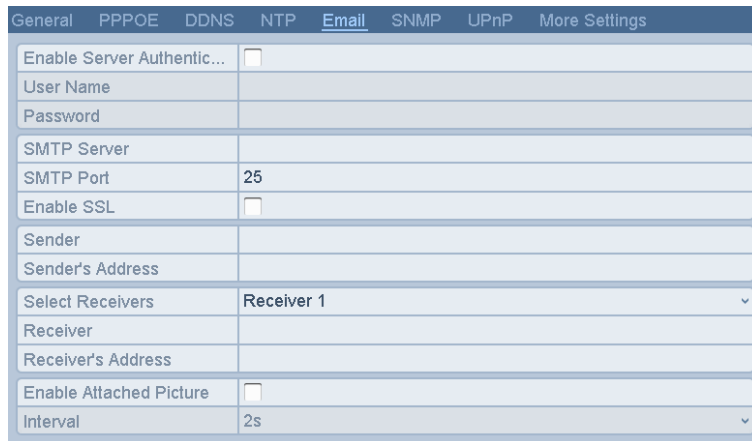 General PPPOE DDNS NTP Email SNMP UPnP More Settings
Enable Server Authentic...
User Name
Password
SMTP Server
SMTP Port 25
Enable SSL
Sender
Sender's Address
Select Receivers Receiver 1
Receiver
Receiver's Address
Enable Attached Picture
Interval 2s